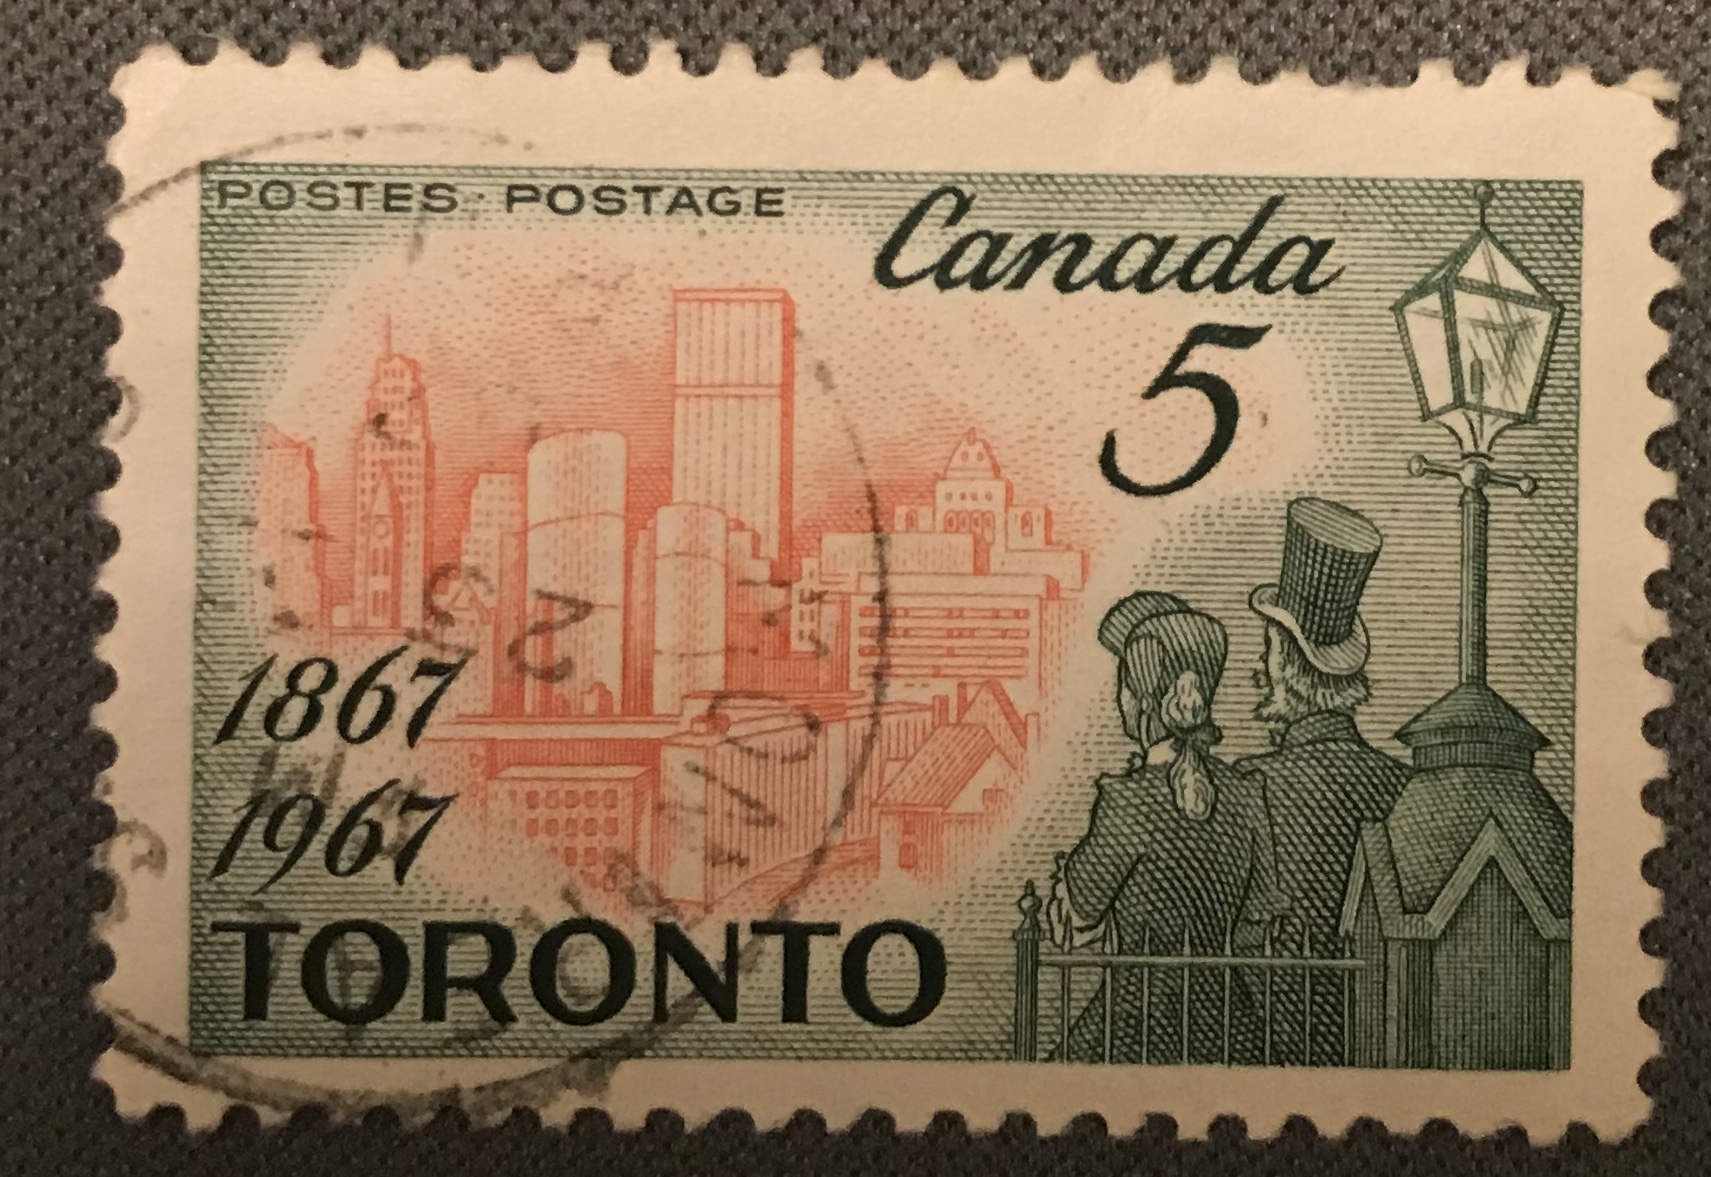 POSTES · POSTAGE
Canada
5
1867
1967
TORONTO